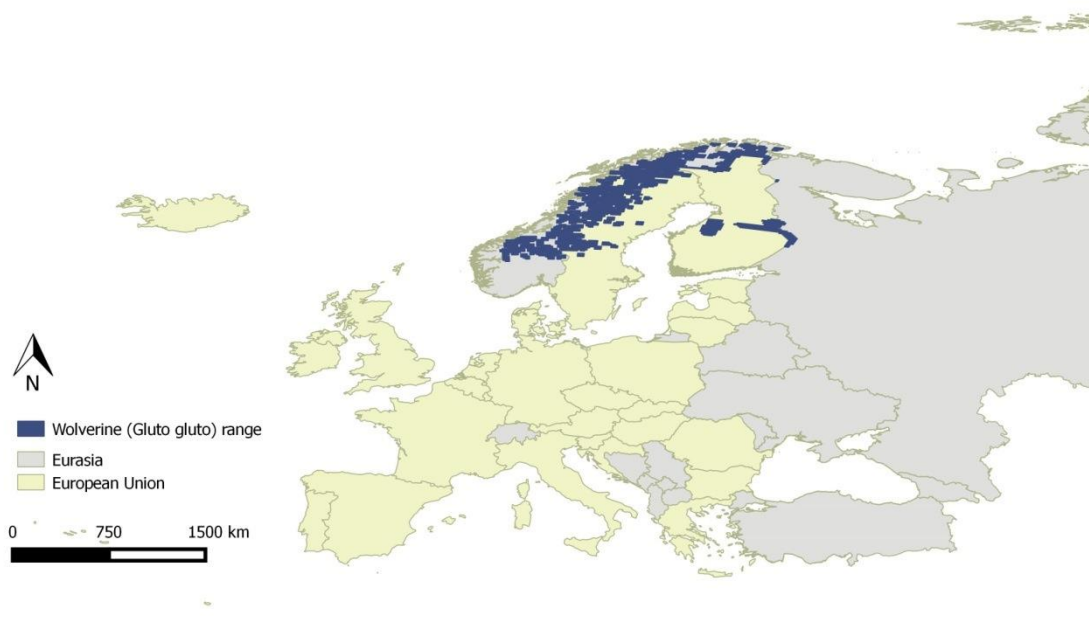 N
Wolverine (Gluto gluto) range
Eurasia
European Union
0 750 1500 km